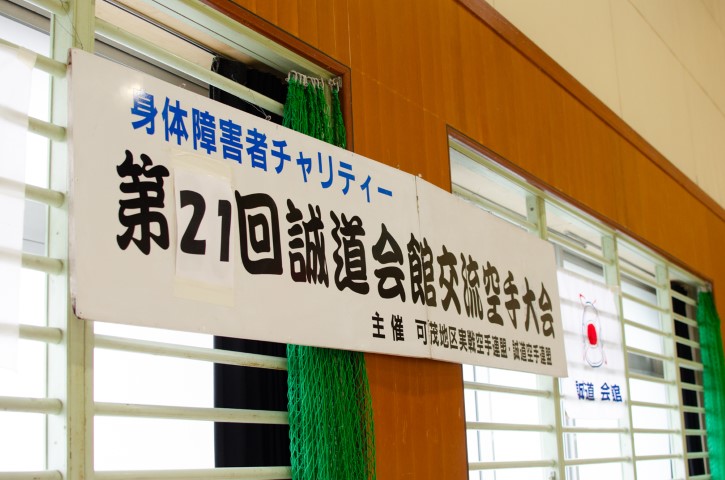 身体障害者チャリティー
第21回誠道会館交流空手大会
主催 可茂地区実戦空手連盟・誠道空手連盟
誠道 会館